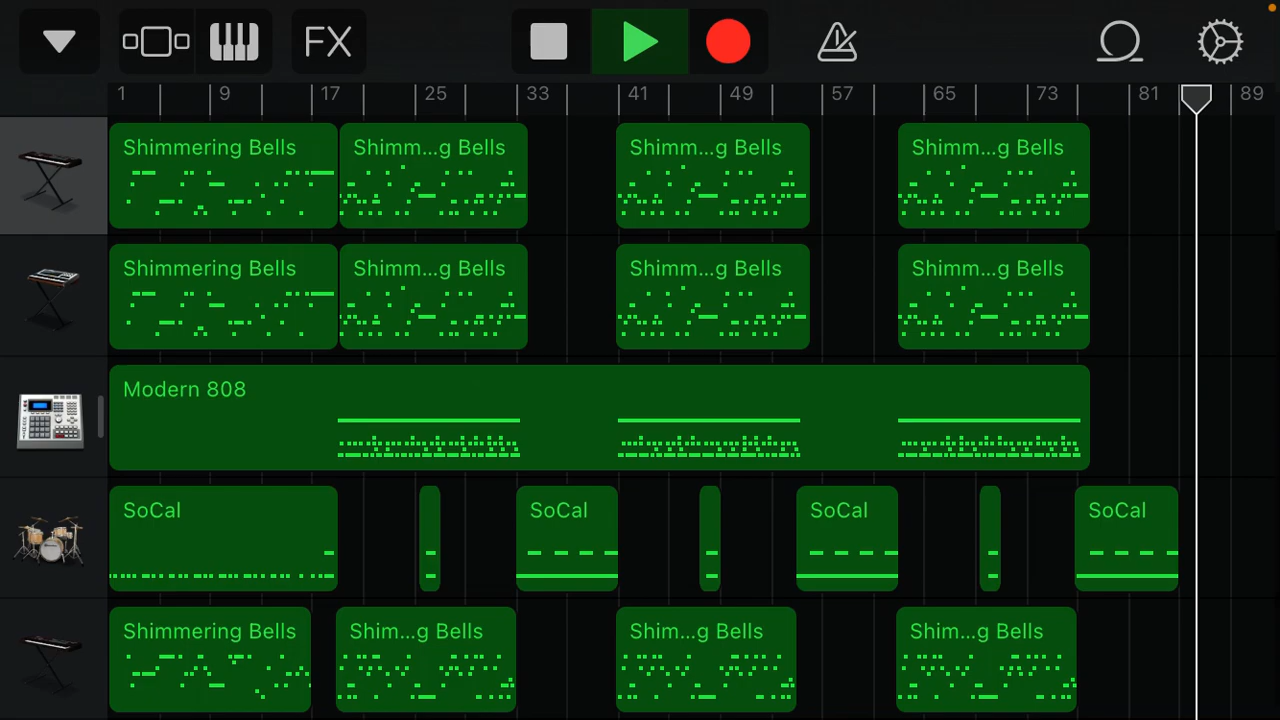 FX
1 9 17 25 33 41 49 57 65 73 81 89
Shimmering Bells Shimm...g Bells Shimm...g Bells Shimm...g Bells
Shimmering Bells Shimm...g Bells Shimm...g Bells Shimm...g Bells
Modern 808
SoCal SoCal SoCal SoCal
Shimmering Bells Shim...g Bells Shim...g Bells Shim...g Bells